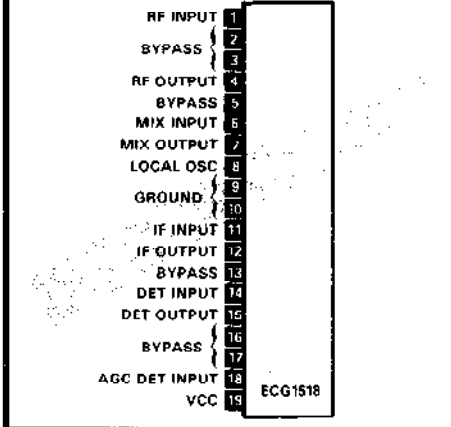 RF INPUT 1
BYPASS 2
3
RF OUTPUT 4
BYPASS 5
MIX INPUT 6
MIX OUTPUT 7
LOCAL OSC 8
GROUND 9
10
IF INPUT 11
IF OUTPUT 12
BYPASS 13
DET INPUT 14
DET OUTPUT 15
BYPASS 16
17
AGC DET INPUT 18
VCC 19
ECG1518